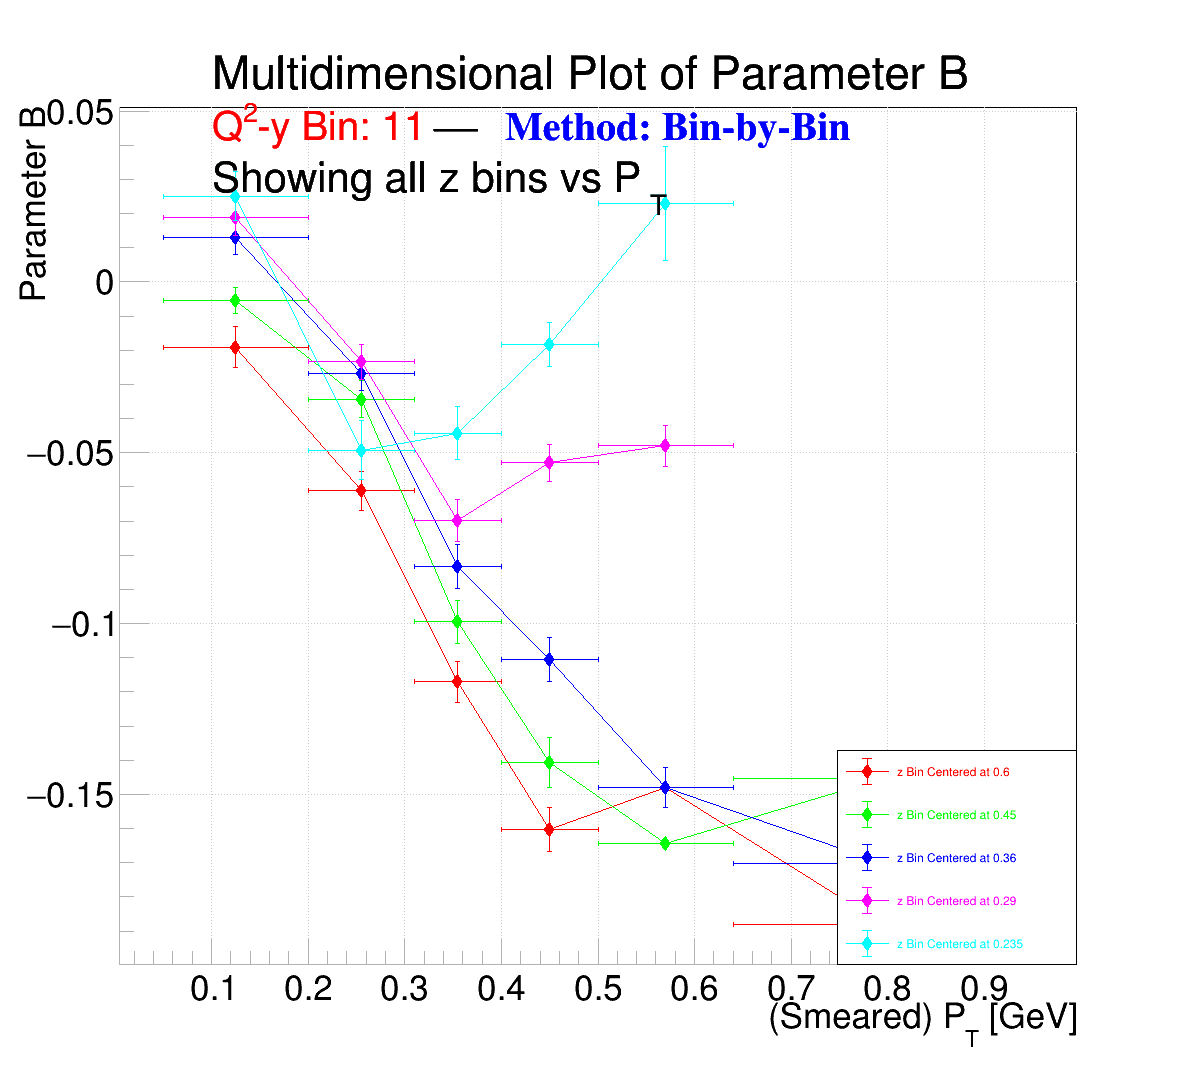 Multidimensional Plot of Parameter B
Q²-y Bin: 11 — Method: Bin-by-Bin
Showing all z bins vs P_T
Parameter B
0.05
0
−0.05
−0.1
−0.15
z Bin Centered at 0.6
z Bin Centered at 0.45
z Bin Centered at 0.36
z Bin Centered at 0.29
z Bin Centered at 0.235
0.1 0.2 0.3 0.4 0.5 0.6 0.7 0.8 0.9
(Smeared) P_T [GeV]